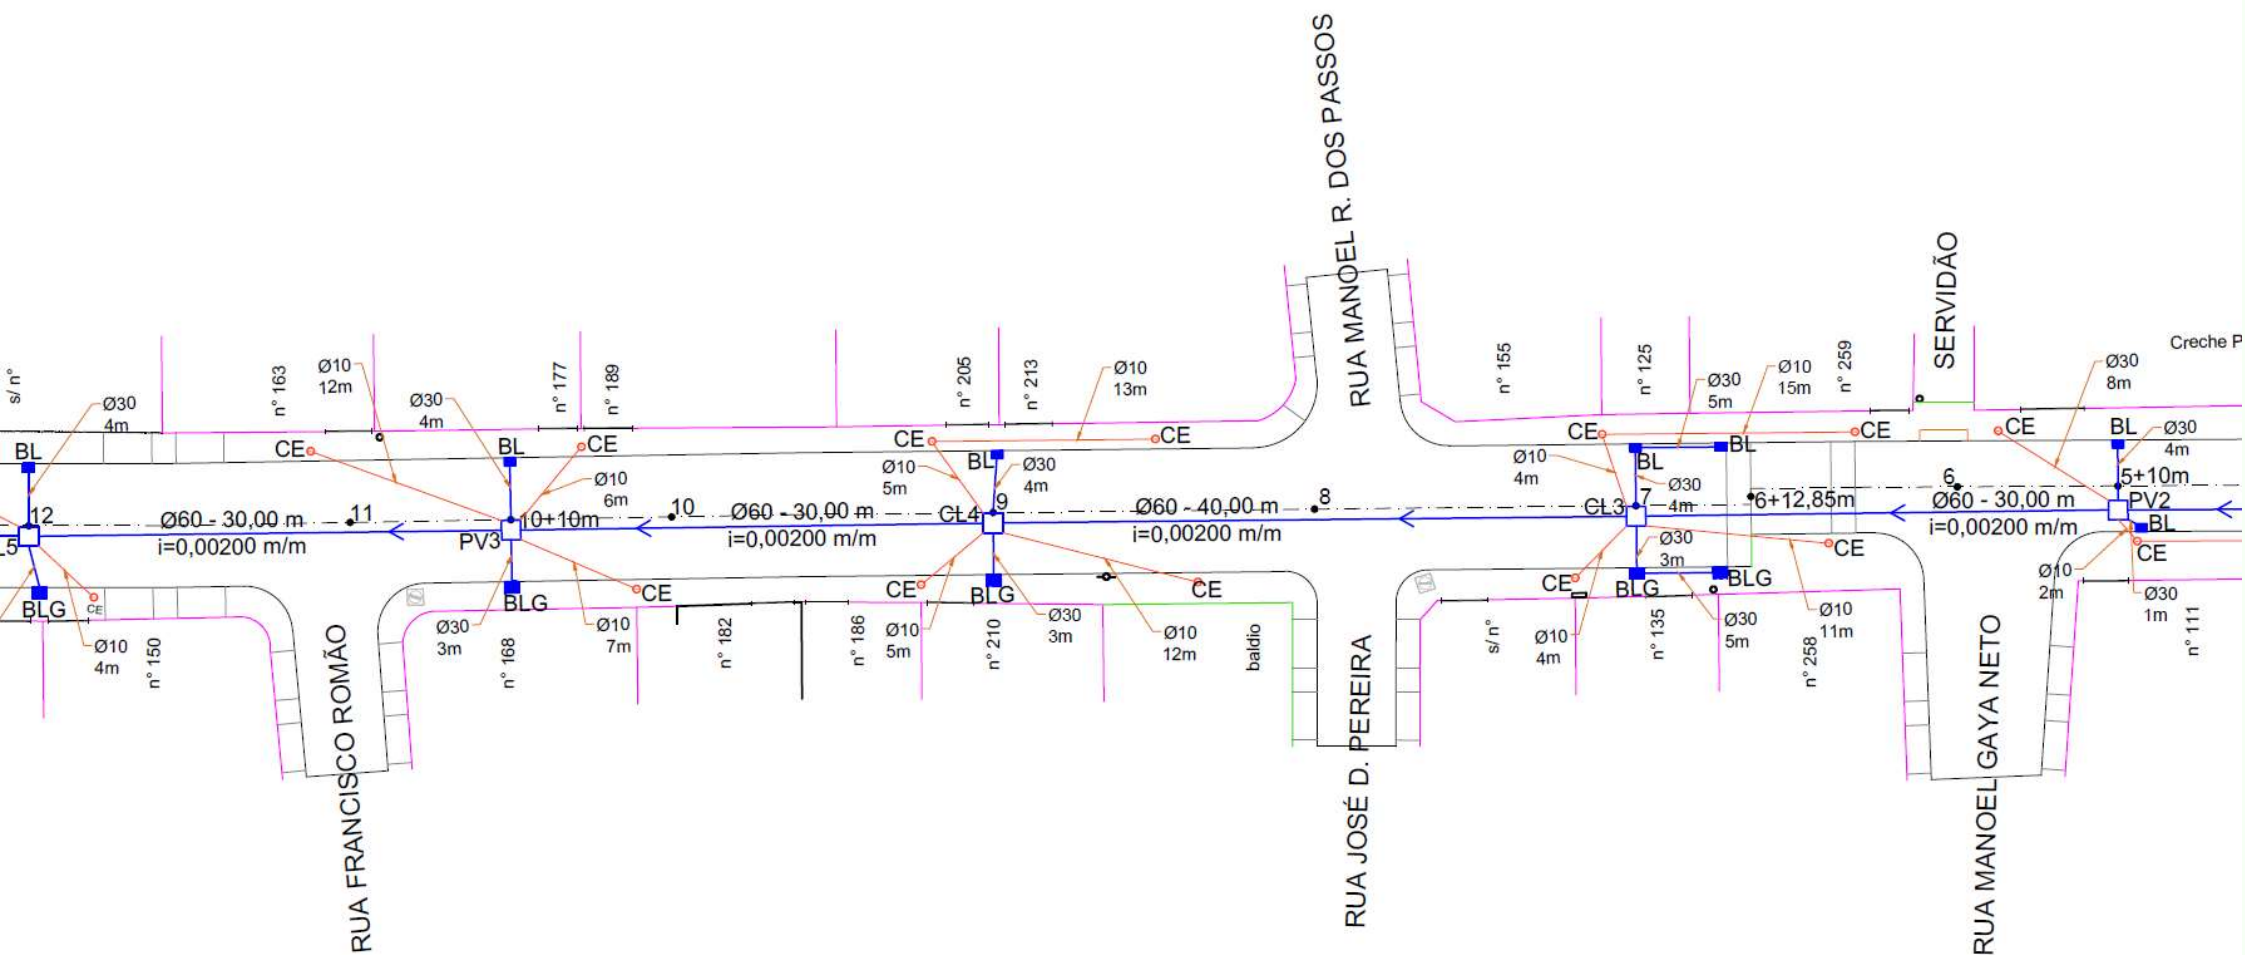 RUA MANOEL R. DOS PASSOS
SERVIDÃO
Creche P
s/ n°
Ø30
4m
n° 163
Ø10
12m
Ø30
4m
n° 177
n° 189
n° 205
n° 213
Ø10
13m
n° 155
n° 125
Ø30
5m
Ø10
15m
n° 259
Ø30
8m
BL
CE
BL
CE
CE
BL
CE
CE
BL
BL
CE
CE
BL
Ø30
4m
Ø10
6m
Ø10
5m
Ø30
4m
Ø10
4m
Ø30
4m
12
11
10+10m
10
9
8
7
6+12,85m
6
5+10m
L5
Ø60 - 30,00 m
i=0,00200 m/m
PV3
Ø60 - 30,00 m
i=0,00200 m/m
CL4
Ø60 - 40,00 m
i=0,00200 m/m
CL3
Ø60 - 30,00 m
i=0,00200 m/m
PV2
BL
CE
Ø30
3m
CE
BLG
CE
BLG
CE
CE
BLG
CE
CE
BLG
BLG
Ø10
2m
Ø30
1m
n° 111
Ø10
4m
n° 150
Ø30
3m
n° 168
Ø10
7m
n° 182
n° 186
Ø10
5m
n° 210
Ø30
3m
Ø10
12m
baldio
s/ n°
Ø10
4m
n° 135
Ø30
5m
n° 258
Ø10
11m
RUA FRANCISCO ROMÃO
RUA JOSÉ D. PEREIRA
RUA MANOEL GAYA NETO